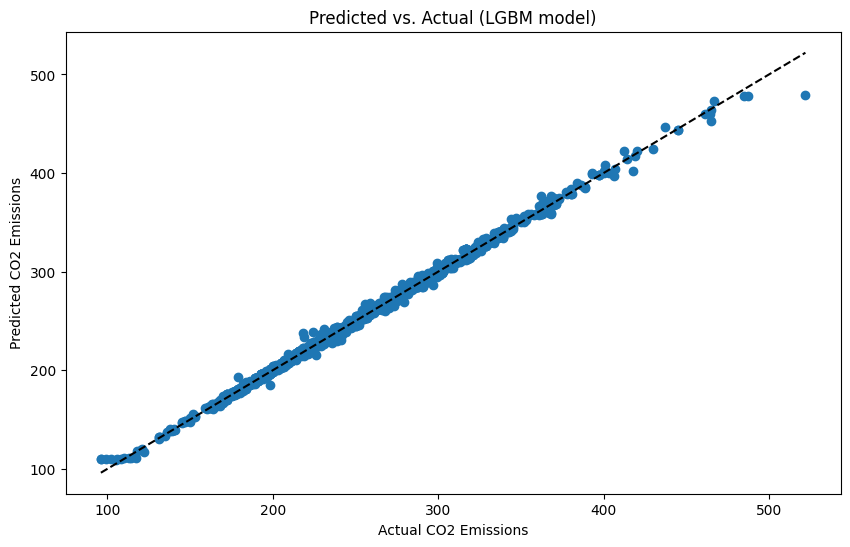 Predicted vs. Actual (LGBM model)
500
400
300
200
100
Predicted CO2 Emissions
100 200 300 400 500
Actual CO2 Emissions